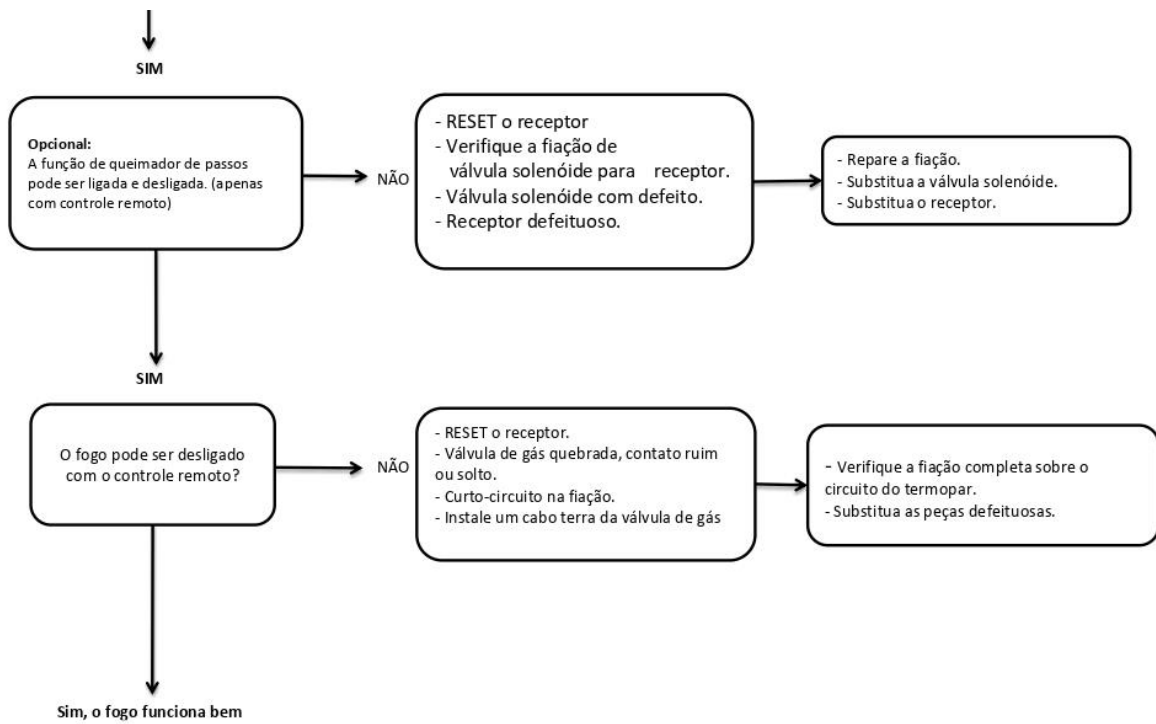 SIM
Opcional:
A função de queimador de passos
pode ser ligada e desligada. (apenas
com controle remoto)
NÃO
- RESET o receptor
- Verifique a fiação de
válvula solenóide para receptor.
- Válvula solenóide com defeito.
- Receptor defeituoso.
- Repare a fiação.
- Substitua a válvula solenóide.
- Substitua o receptor.
SIM
O fogo pode ser desligado
com o controle remoto?
NÃO
- RESET o receptor.
- Válvula de gás quebrada, contato ruim
ou solto.
- Curto-circuito na fiação.
- Instale um cabo terra da válvula de gás
- Verifique a fiação completa sobre o
circuito do termopar.
- Substitua as peças defeituosas.
Sim, o fogo funciona bem